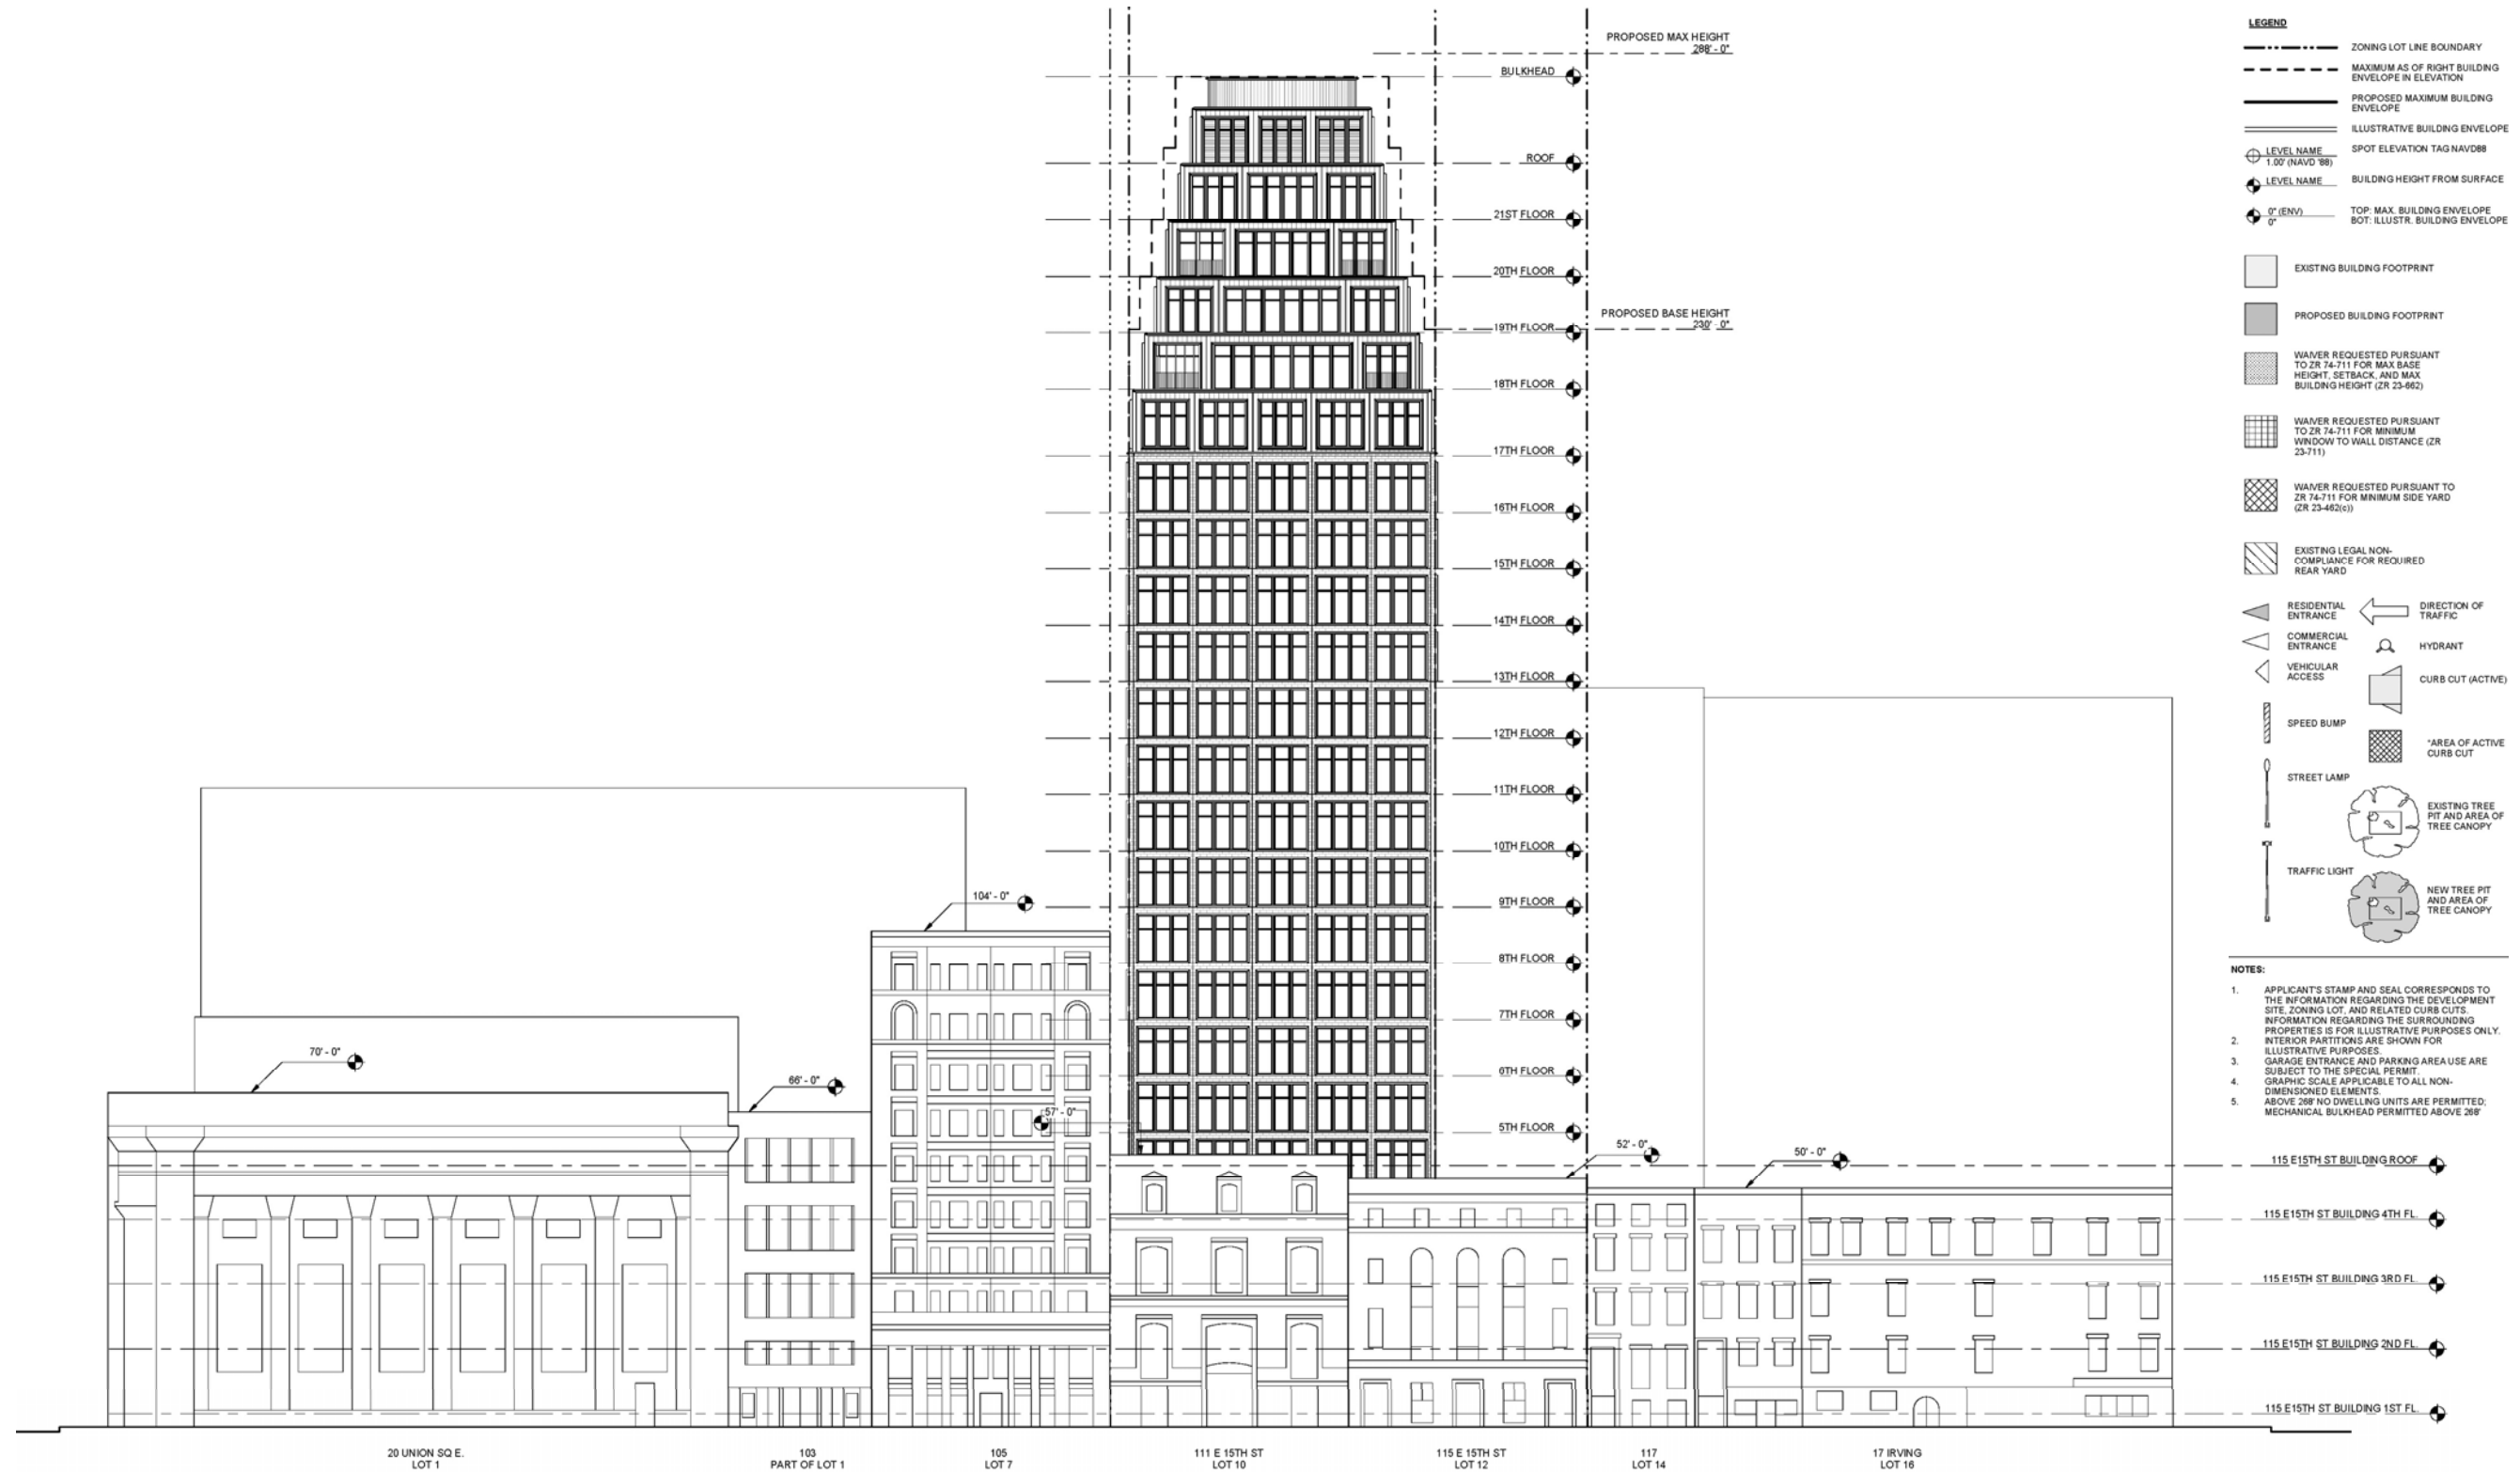 PROPOSED MAX HEIGHT
288' - 0"
BULKHEAD
ROOF
21ST FLOOR
20TH FLOOR
PROPOSED BASE HEIGHT
230' - 0"
19TH FLOOR
18TH FLOOR
17TH FLOOR
16TH FLOOR
15TH FLOOR
14TH FLOOR
13TH FLOOR
12TH FLOOR
11TH FLOOR
10TH FLOOR
9TH FLOOR
8TH FLOOR
7TH FLOOR
FLOOR
5TH FLOOR
104' - 0"
70' - 0"
66' - 0"
57' - 0"
52' - 0"
50' - 0"
115 E15TH ST BUILDING ROOF
115 E15TH ST BUILDING 4TH FL.
115 E15TH ST BUILDING 3RD FL.
115 E15TH ST BUILDING 2ND FL.
115 E15TH ST BUILDING 1ST FL.
20 UNION SQ E.
LOT 1
103
PART OF LOT 1
105
LOT 7
111 E 15TH ST
LOT 10
115 E 15TH ST
LOT 12
117
LOT 14
17 IRVING
LOT 16
LEGEND
ZONING LOT LINE BOUNDARY
MAXIMUM AS OF RIGHT BUILDING
ENVELOPE IN ELEVATION
PROPOSED MAXIMUM BUILDING
ENVELOPE
ILLUSTRATIVE BUILDING ENVELOPE
LEVEL NAME
1.00' (NAVD '88)
SPOT ELEVATION TAG NAVD88
LEVEL NAME
BUILDING HEIGHT FROM SURFACE
0" (ENV)
0"
TOP: MAX. BUILDING ENVELOPE
BOT: ILLUSTR. BUILDING ENVELOPE
EXISTING BUILDING FOOTPRINT
PROPOSED BUILDING FOOTPRINT
WAIVER REQUESTED PURSUANT
TO ZR 74-711 FOR MAX BASE
HEIGHT, SETBACK, AND MAX
BUILDING HEIGHT (ZR 23-662)
WAIVER REQUESTED PURSUANT
TO ZR 74-711 FOR MINIMUM
WINDOW TO WALL DISTANCE (ZR
23-711)
WAIVER REQUESTED PURSUANT TO
ZR 74-711 FOR MINIMUM SIDE YARD
(ZR 23-462(c))
EXISTING LEGAL NON-
COMPLIANCE FOR REQUIRED
REAR YARD
RESIDENTIAL
ENTRANCE
DIRECTION OF
TRAFFIC
COMMERCIAL
ENTRANCE
HYDRANT
VEHICULAR
ACCESS
CURB CUT (ACTIVE)
SPEED BUMP
*AREA OF ACTIVE
CURB CUT
STREET LAMP
EXISTING TREE
PIT AND AREA OF
TREE CANOPY
TRAFFIC LIGHT
NEW TREE PIT
AND AREA OF
TREE CANOPY
NOTES:
1. APPLICANT'S STAMP AND SEAL CORRESPONDS TO
THE INFORMATION REGARDING THE DEVELOPMENT
SITE, ZONING LOT, AND RELATED CURB CUTS.
INFORMATION REGARDING THE SURROUNDING
PROPERTIES IS FOR ILLUSTRATIVE PURPOSES ONLY.
2. INTERIOR PARTITIONS ARE SHOWN FOR
ILLUSTRATIVE PURPOSES.
3. GARAGE ENTRANCE AND PARKING AREA USE ARE
SUBJECT TO THE SPECIAL PERMIT.
4. GRAPHIC SCALE APPLICABLE TO ALL NON-
DIMENSIONED ELEMENTS.
5. ABOVE 268' NO DWELLING UNITS ARE PERMITTED;
MECHANICAL BULKHEAD PERMITTED ABOVE 268'